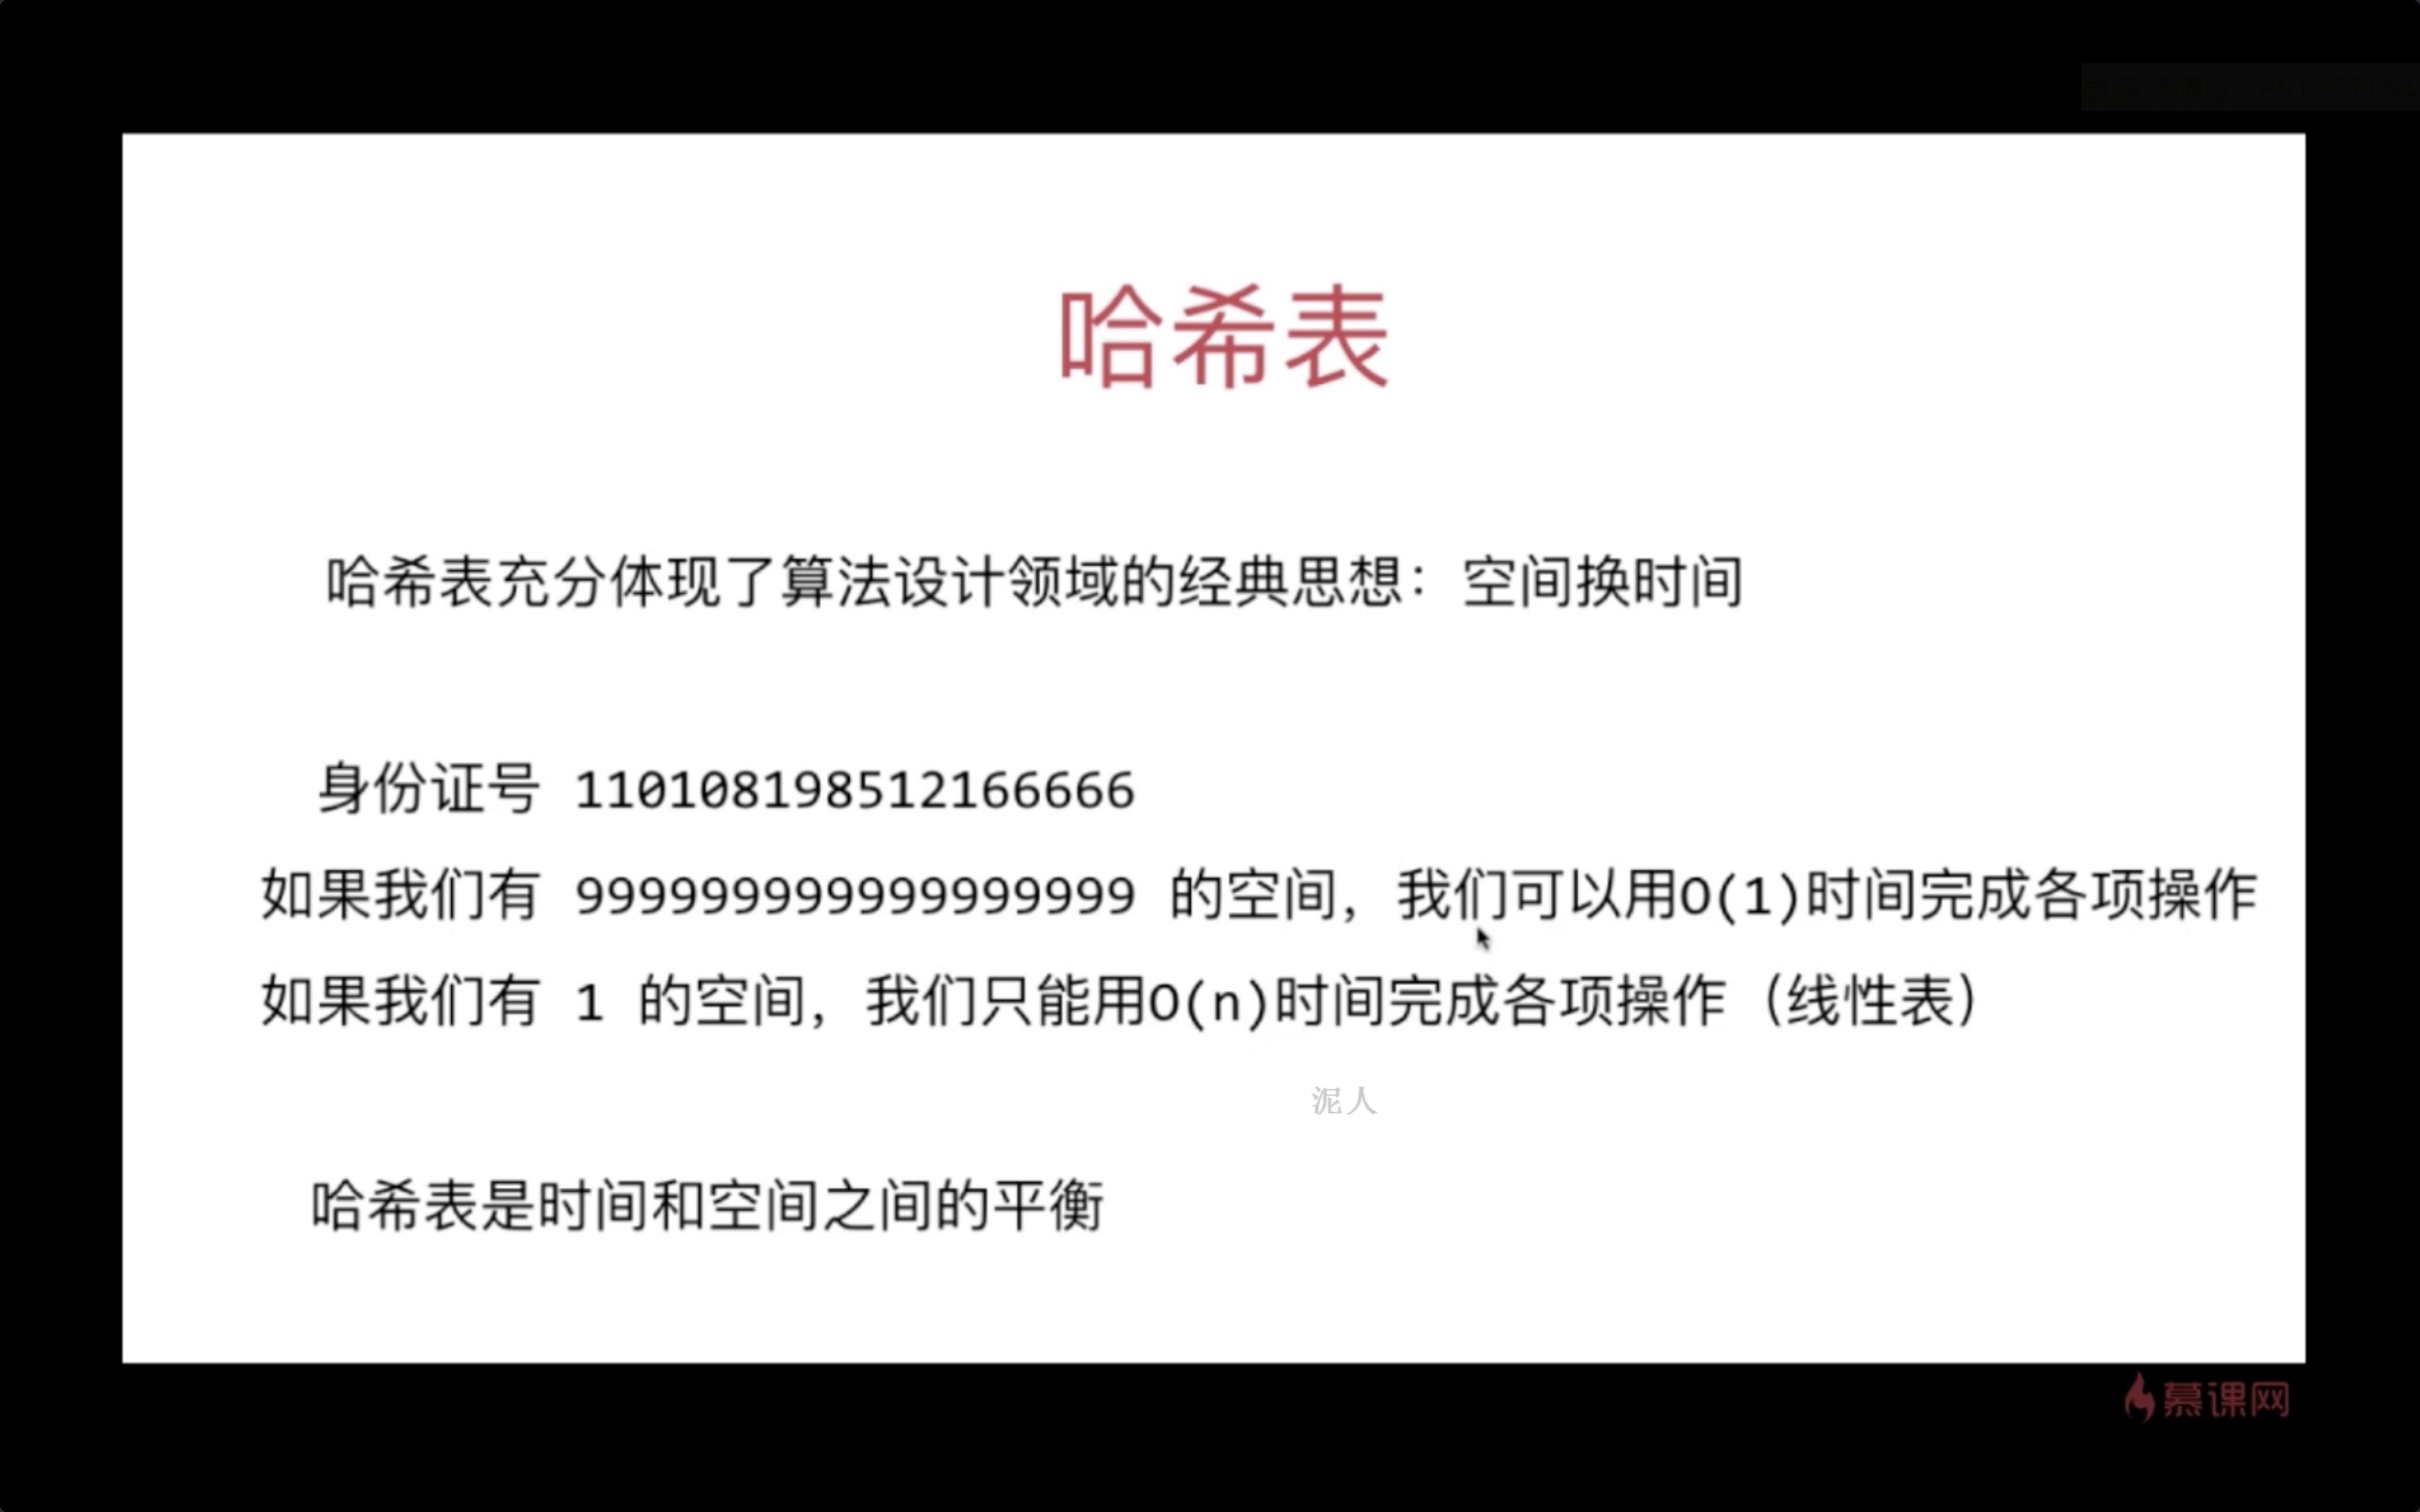 哈希表
哈希表充分体现了算法设计领域的经典思想：空间换时间
身份证号 110108198512166666
如果我们有 999999999999999999 的空间，我们可以用O(1)时间完成各项操作
如果我们有 1 的空间，我们只能用O(n)时间完成各项操作（线性表）
泥人
哈希表是时间和空间之间的平衡
慕课网